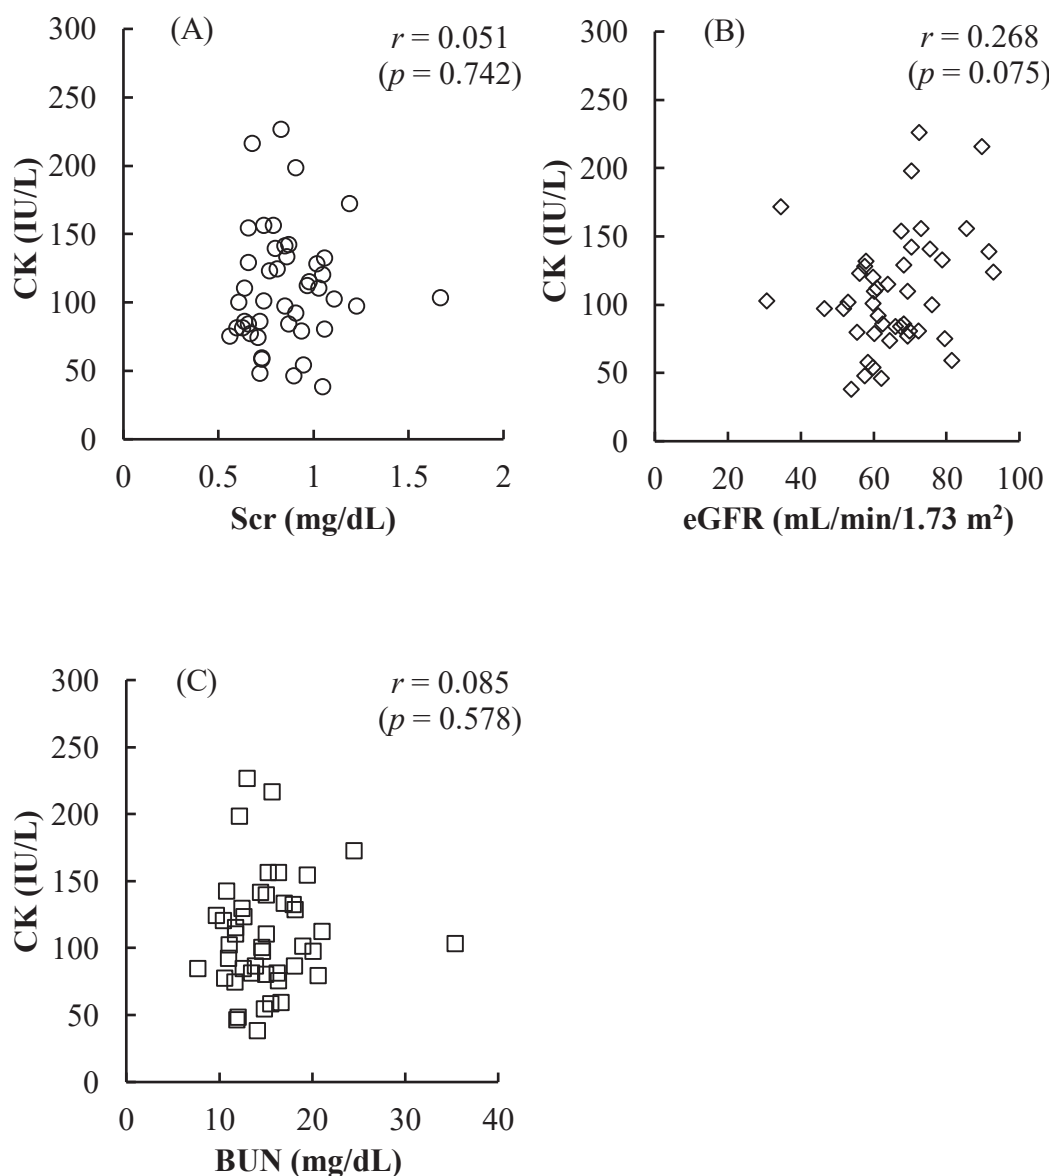 (A)
r = 0.051
(p = 0.742)
300
250
200
150
100
50
0
CK (IU/L)
0 0.5 1 1.5 2
Scr (mg/dL)
(B)
r = 0.268
(p = 0.075)
300
250
200
150
100
50
0
CK (IU/L)
0 20 40 60 80 100
eGFR (mL/min/1.73 m²)
(C)
r = 0.085
(p = 0.578)
300
250
200
150
100
50
0
CK (IU/L)
0 10 20 30 40
BUN (mg/dL)